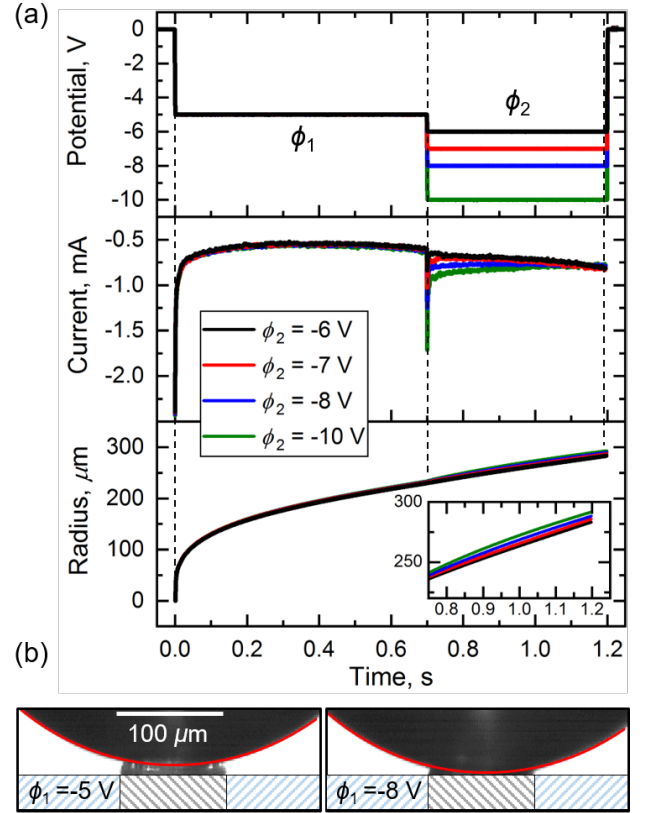 (a)
0
-2
-4
-6
-8
-10
Potential, V
ϕ1
ϕ2
-0.5
-1.0
-1.5
-2.0
Current, mA
ϕ2 = -6 V
ϕ2 = -7 V
ϕ2 = -8 V
ϕ2 = -10 V
300
200
100
0
Radius, μm
300
250
0.8 0.9 1.0 1.1 1.2
0.0 0.2 0.4 0.6 0.8 1.0 1.2
Time, s
(b)
100 μm
ϕ1 =-5 V
ϕ1 =-8 V